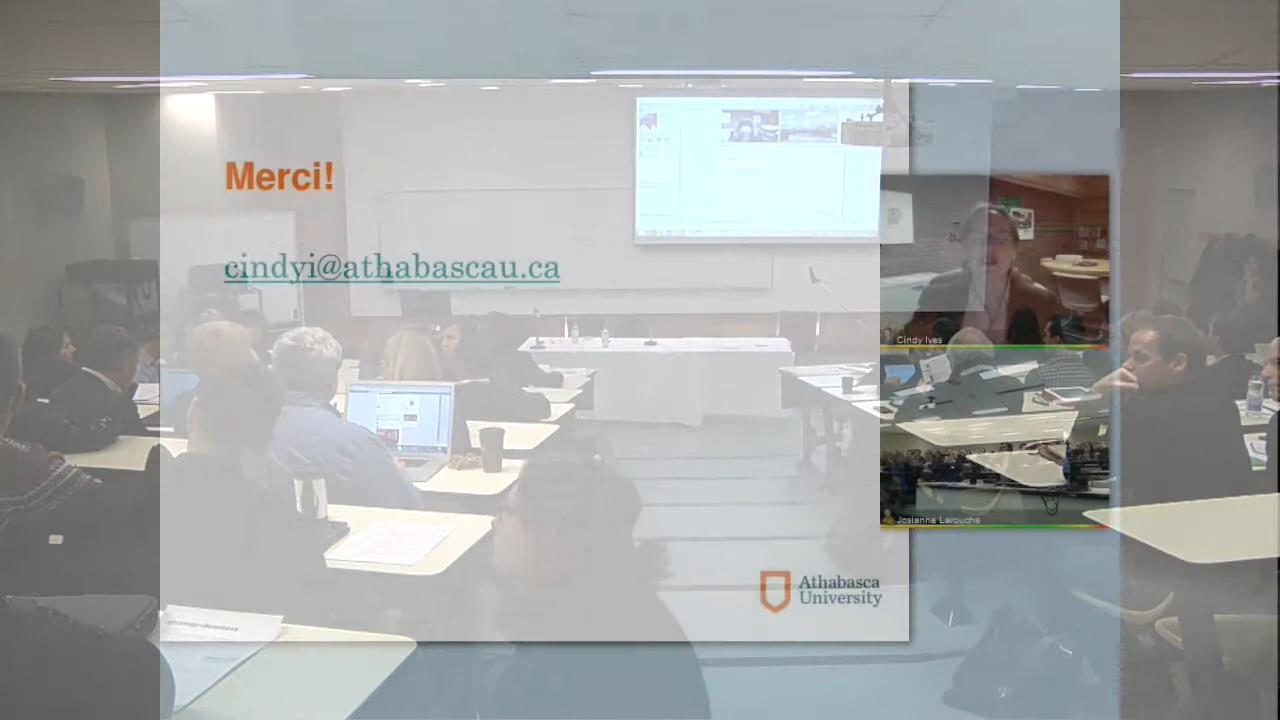 Merci!
cindyi@athabascau.ca
Cindy Ives
Josianne Larouche
Athabasca
University